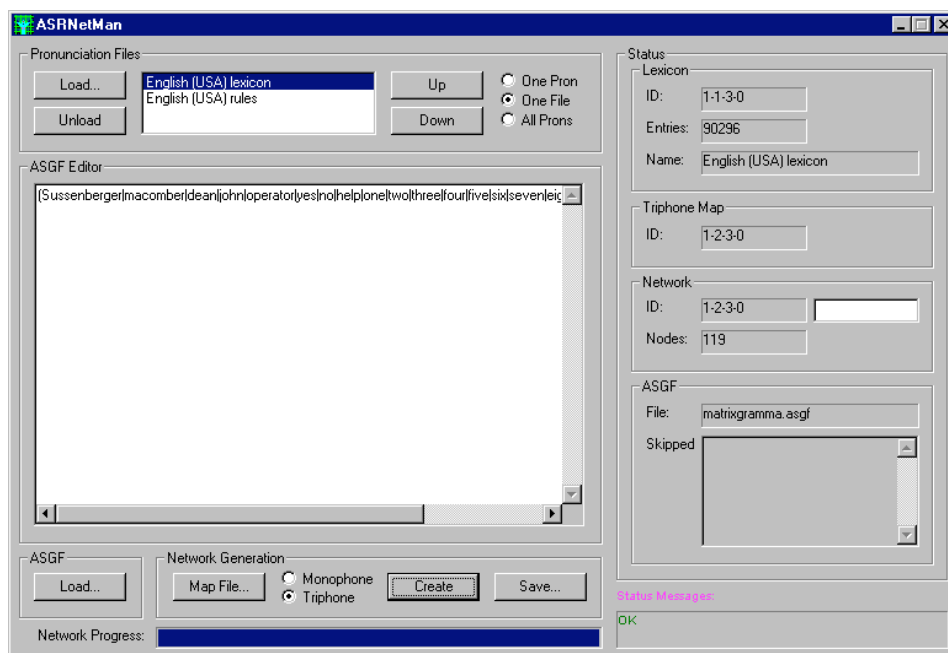 ASRNetMan
Pronunciation Files
Load...
Unload
English (USA) lexicon
English (USA) rules
Up
Down
One Pron
One File
All Prons
ASGF Editor
(Sussenberger|macomber|dean|john|operator|yes|no|help|one|two|three|four|five|six|seven|eig
ASGF
Load...
Network Generation
Map File...
Monophone
Triphone
Create
Save...
Network Progress:
Status
Lexicon
ID: 1-1-3-0
Entries: 90296
Name: English (USA) lexicon
Triphone Map
ID: 1-2-3-0
Network
ID: 1-2-3-0
Nodes: 119
ASGF
File: matrixgramma.asgf
Skipped
Status Messages:
OK